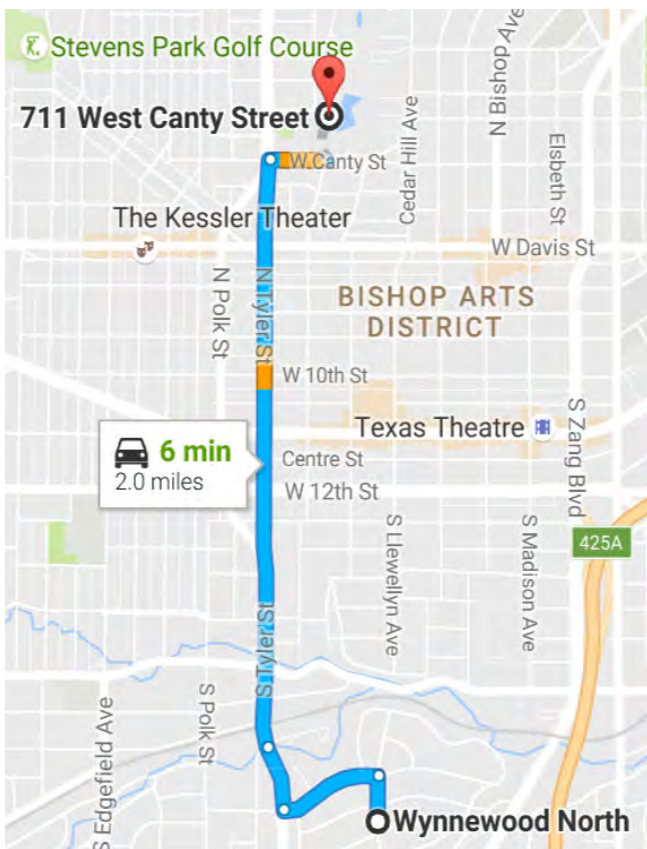 Stevens Park Golf Course
711 West Canty Street
N Bishop Ave
Cedar Hill Ave
Elsbeth St
W Canty St
The Kessler Theater
W Davis St
N Polk St
N Tyler St
BISHOP ARTS
DISTRICT
W 10th St
Texas Theatre
S Zang Blvd
6 min
2.0 miles
Centre St
W 12th St
S Llewellyn Ave
S Madison Ave
425A
S Tyler St
S Polk St
S Edgefield Ave
Wynnewood North